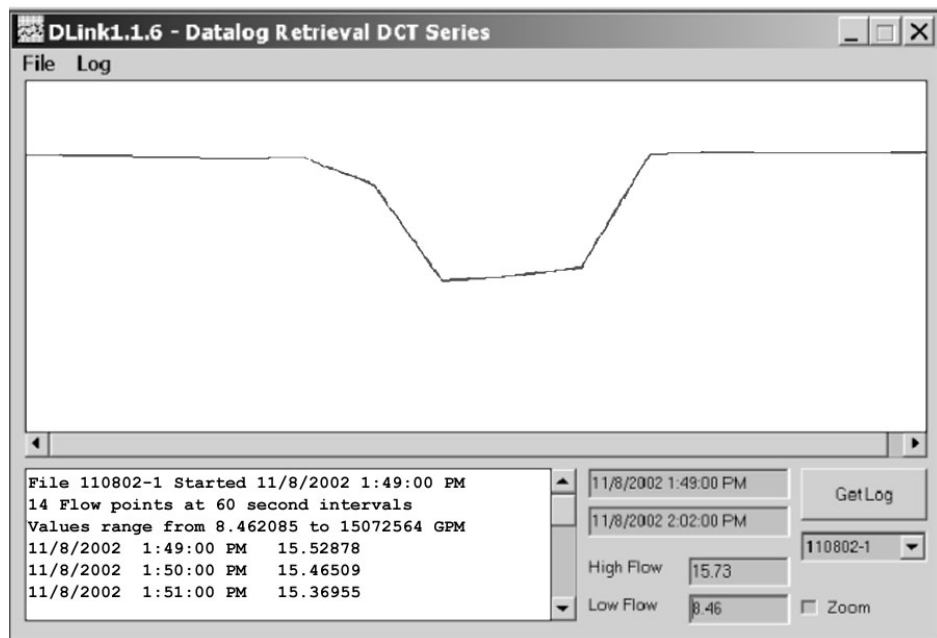 DLink1.1.6 - Datalog Retrieval DCT Series
File Log
File 110802-1 Started 11/8/2002 1:49:00 PM
14 Flow points at 60 second intervals
Values range from 8.462085 to 15072564 GPM
11/8/2002 1:49:00 PM 15.52878
11/8/2002 1:50:00 PM 15.46509
11/8/2002 1:51:00 PM 15.36955
11/8/2002 1:49:00 PM
11/8/2002 2:02:00 PM
High Flow 15.73
Low Flow 8.46
Get Log
110802-1
Zoom